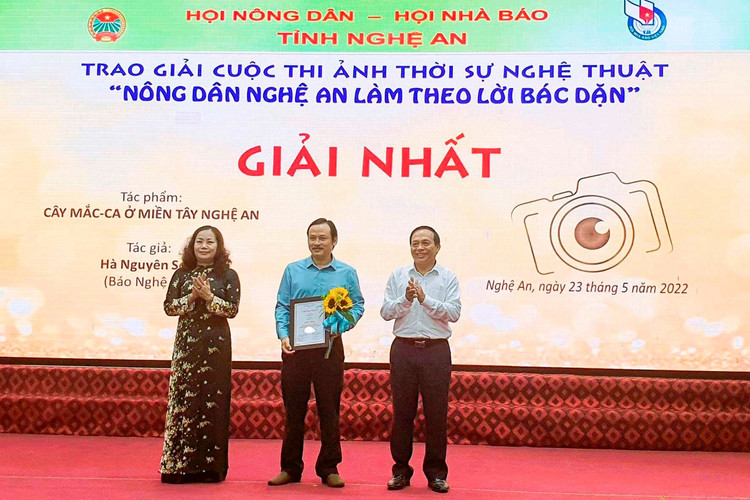 HỘI NÔNG DÂN – HỘI NHÀ BÁO
TỈNH NGHỆ AN
TRAO GIẢI CUỘC THI ẢNH THỜI SỰ NGHỆ THUẬT
“NÔNG DÂN NGHỆ AN LÀM THEO LỜI BÁC DẶN”
GIẢI NHẤT
Tác phẩm:
CÂY MẮC-CA Ở MIỀN TÂY NGHỆ AN
Tác giả:
Hà Nguyên
(Báo Nghệ
Nghệ An, ngày 23 tháng 5 năm 2022